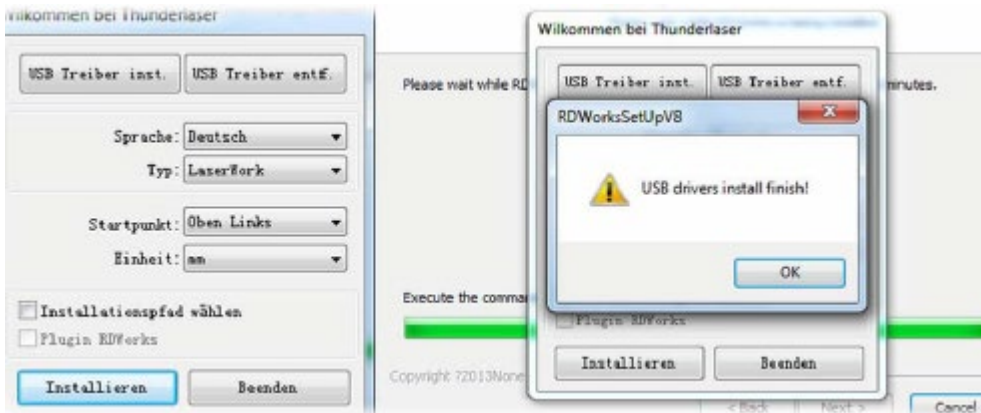 Wilkommen bei Thunderlaser
USB Treiber inst.
USB Treiber entf.
Sprache: Deutsch
Typ: LaserWork
Startpunkt: Oben Links
Einheit: mm
Installationspfad wählen
Plugin RDWorks
Installieren
Beenden
Please wait while RD
minutes.
Execute the comma
Copyright ?2013None
< Back
Next >
Cancel
Wilkommen bei Thunderlaser
USB Treiber inst.
USB Treiber entf.
RDWorksSetUpV8
USB drivers install finish!
OK
Plugin RDWorks
Installieren
Beenden